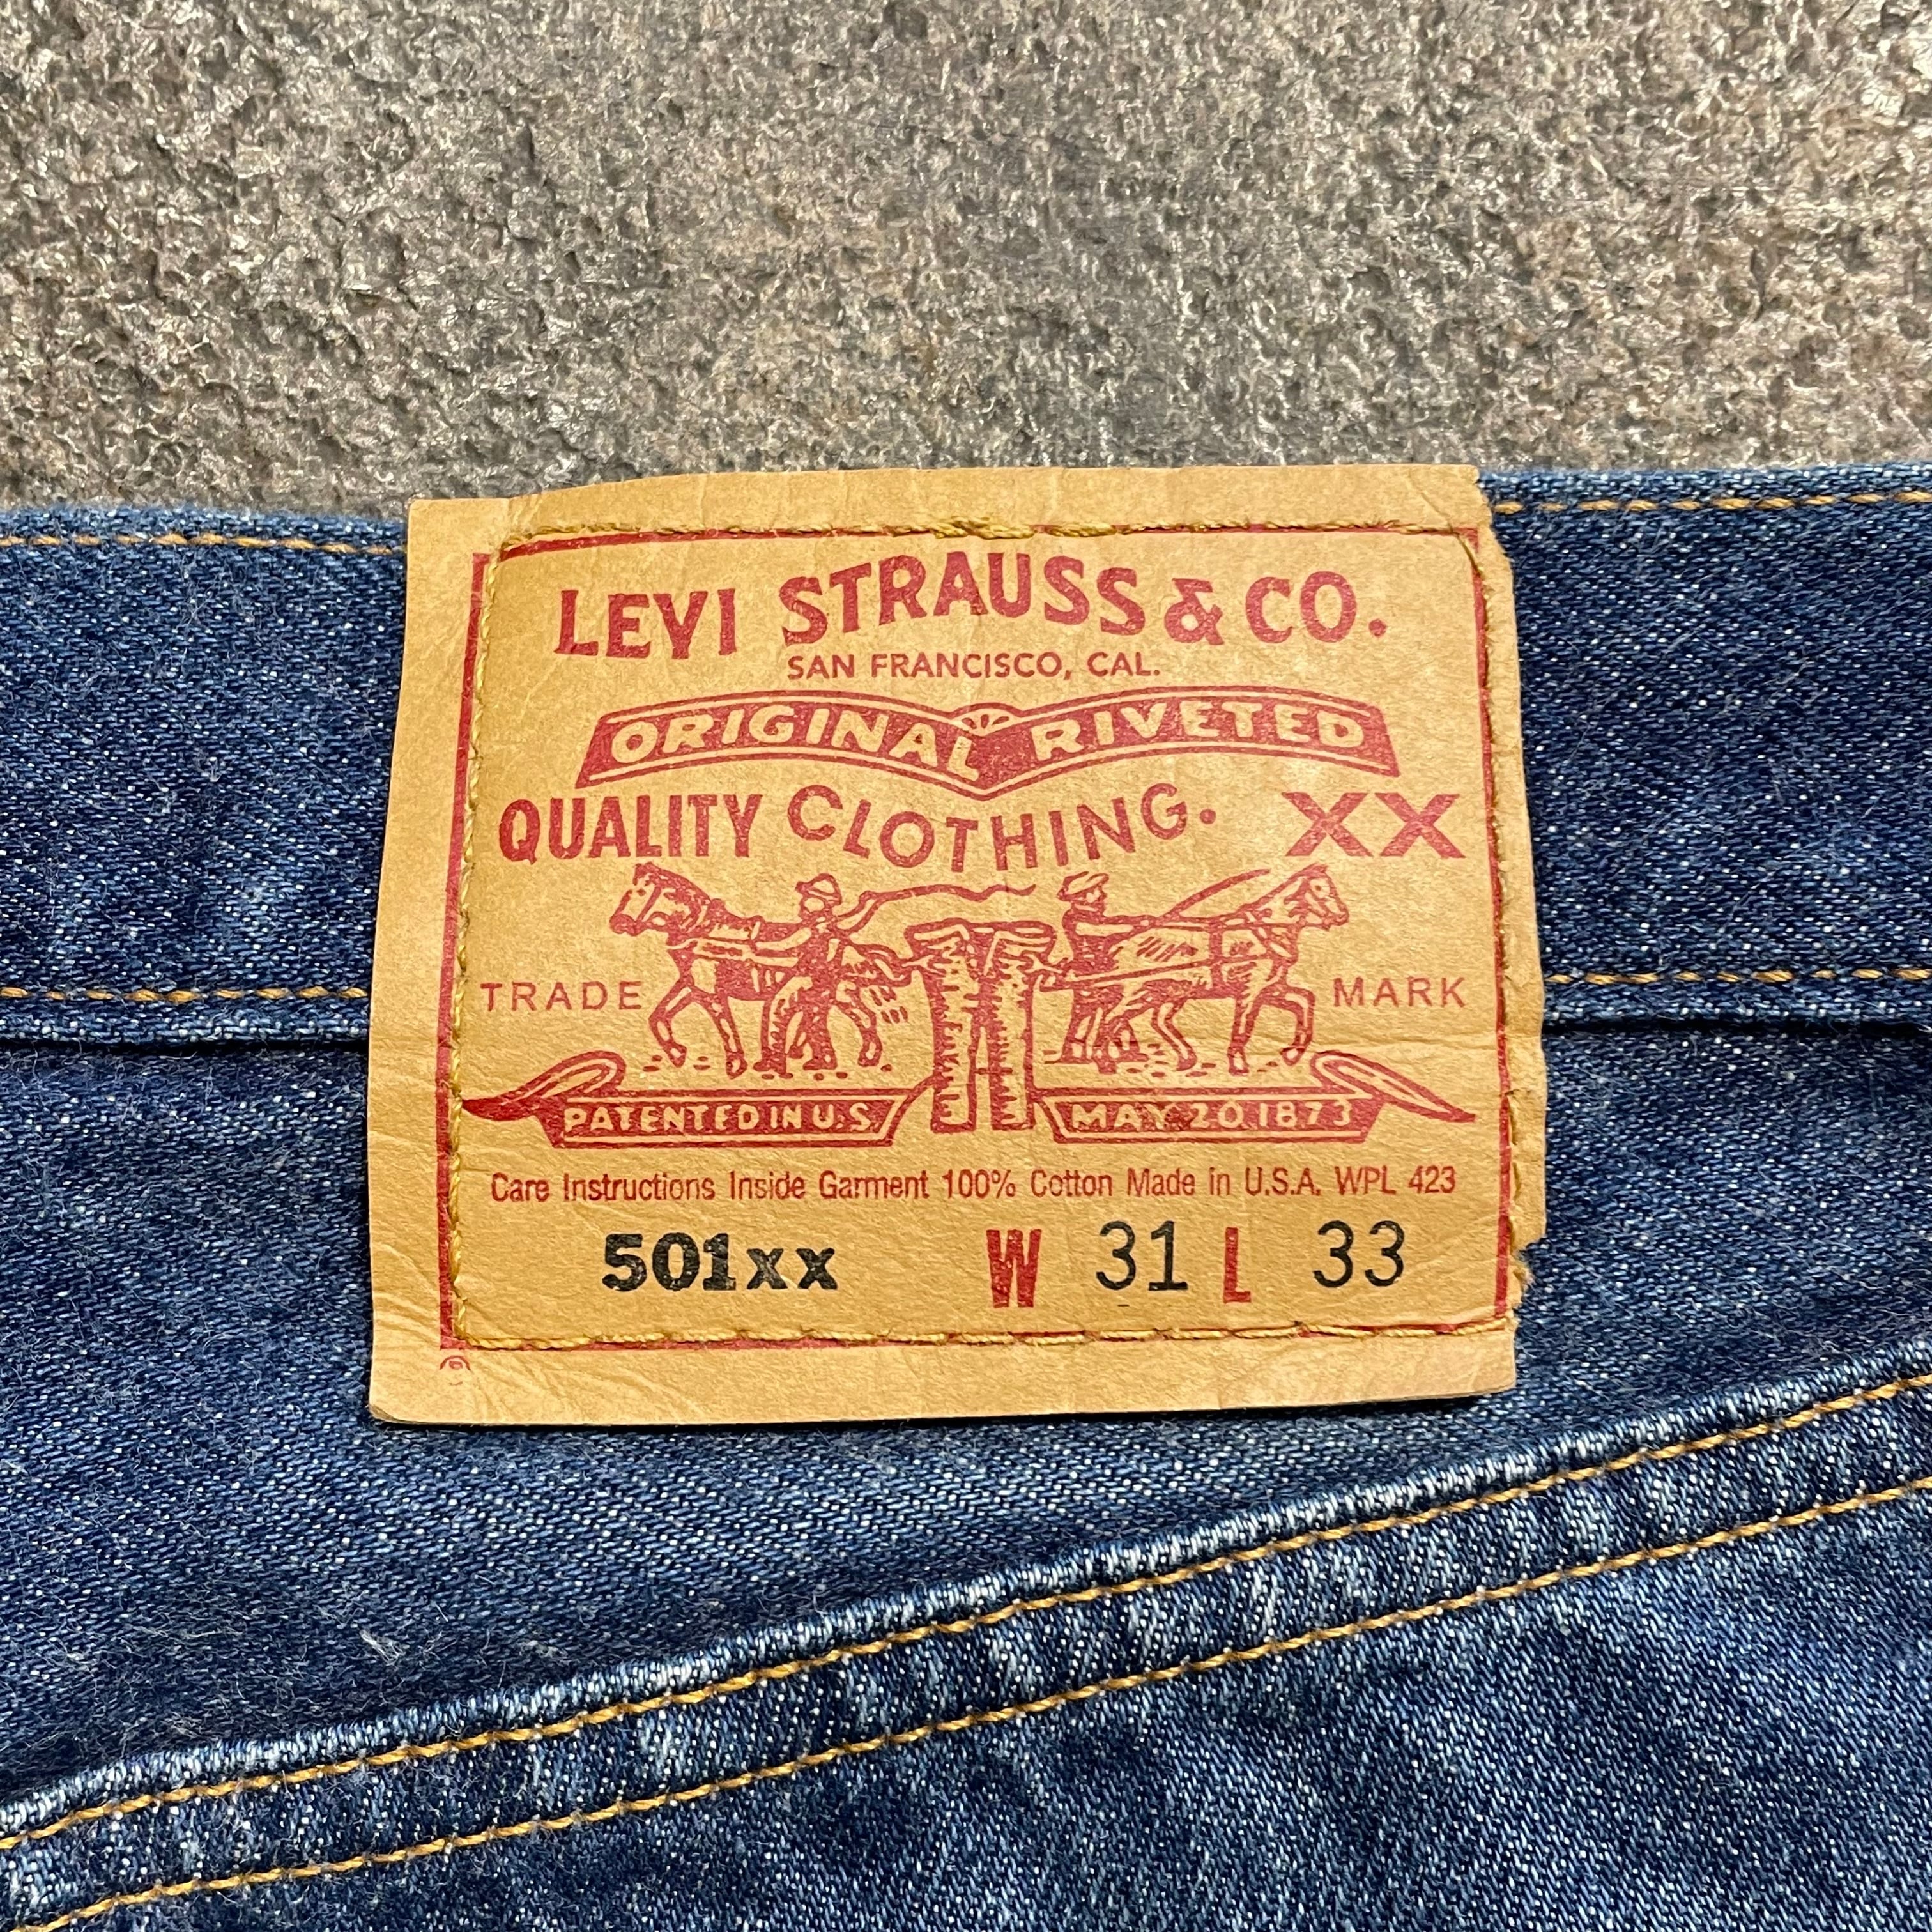 LEVI STRAUSS & CO.
SAN FRANCISCO, CAL.
ORIGINAL RIVETED
QUALITY CLOTHING. XX
TRADE MARK
PATENTED IN U.S. MAY 20 1873
Care Instructions Inside Garment 100% Cotton Made in U.S.A. WPL 423
501xx W 31 L 33